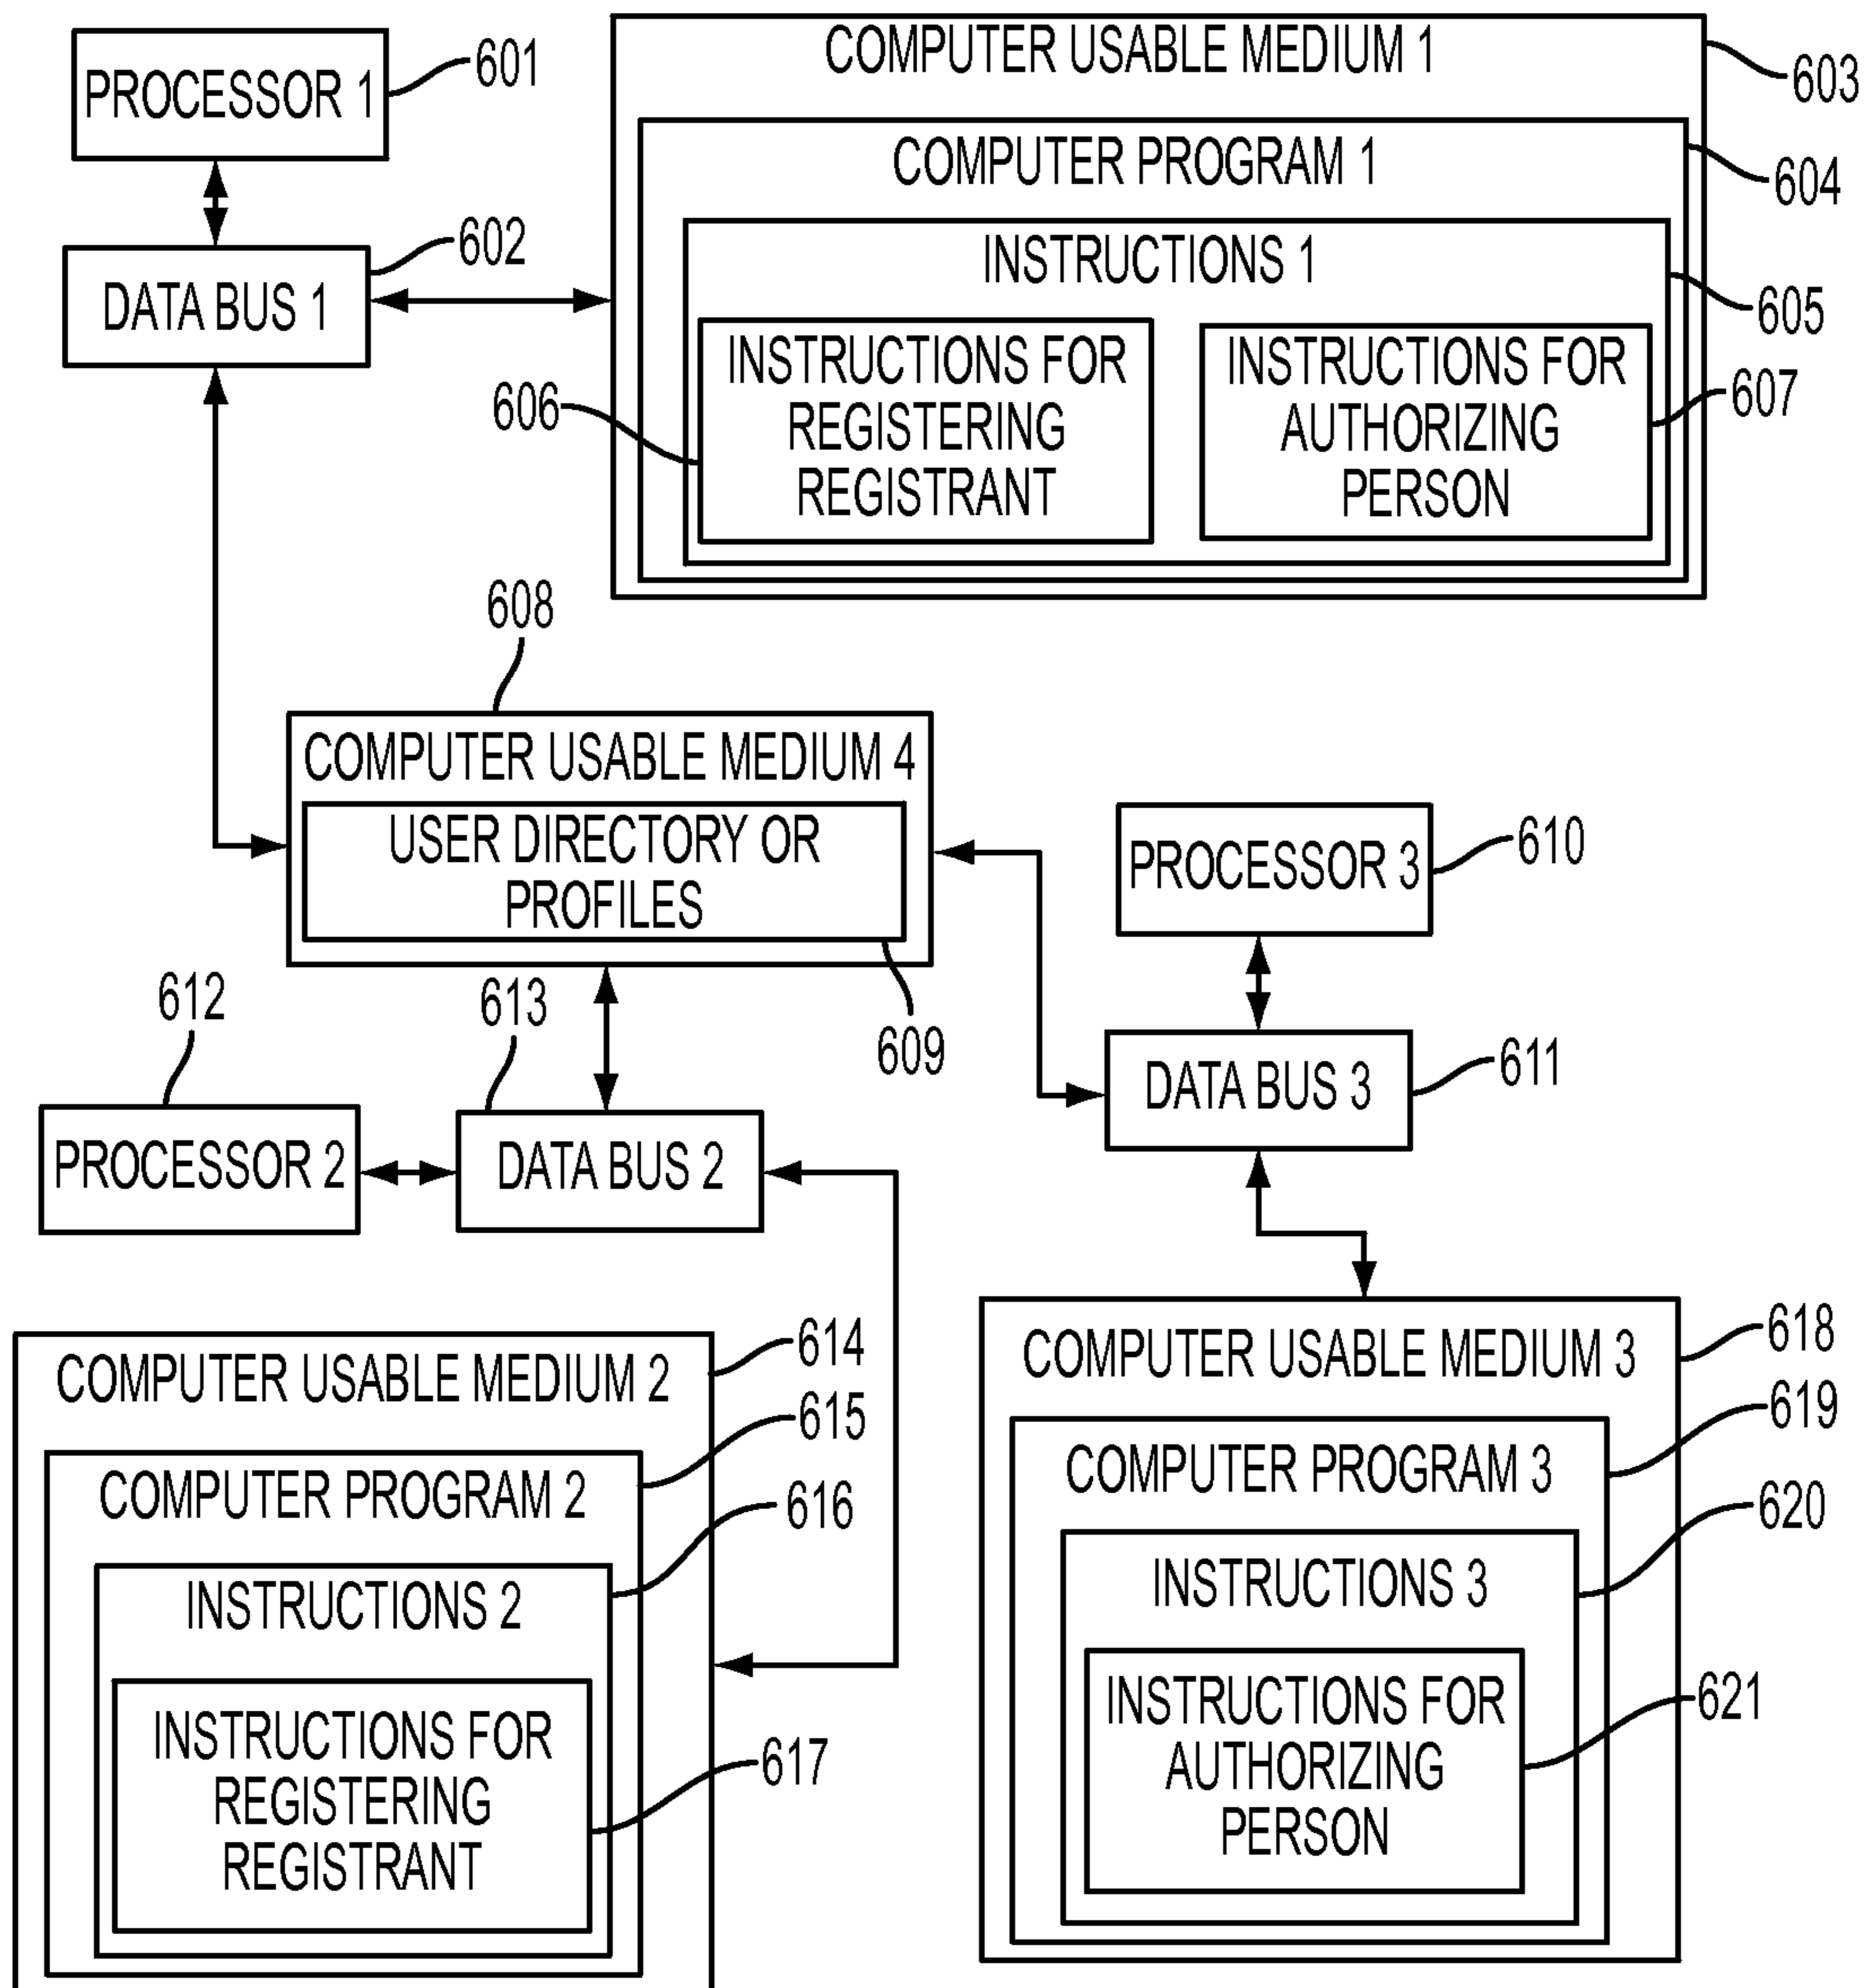 PROCESSOR 1
601
COMPUTER USABLE MEDIUM 1
603
COMPUTER PROGRAM 1
604
DATA BUS 1
602
INSTRUCTIONS 1
605
INSTRUCTIONS FOR
REGISTERING
REGISTRANT
606
INSTRUCTIONS FOR
AUTHORIZING
PERSON
607
608
COMPUTER USABLE MEDIUM 4
USER DIRECTORY OR
PROFILES
609
PROCESSOR 3
610
DATA BUS 3
611
612
PROCESSOR 2
613
DATA BUS 2
COMPUTER USABLE MEDIUM 2
614
COMPUTER PROGRAM 2
615
INSTRUCTIONS 2
616
INSTRUCTIONS FOR
REGISTERING
REGISTRANT
617
COMPUTER USABLE MEDIUM 3
618
COMPUTER PROGRAM 3
619
INSTRUCTIONS 3
620
INSTRUCTIONS FOR
AUTHORIZING
PERSON
621